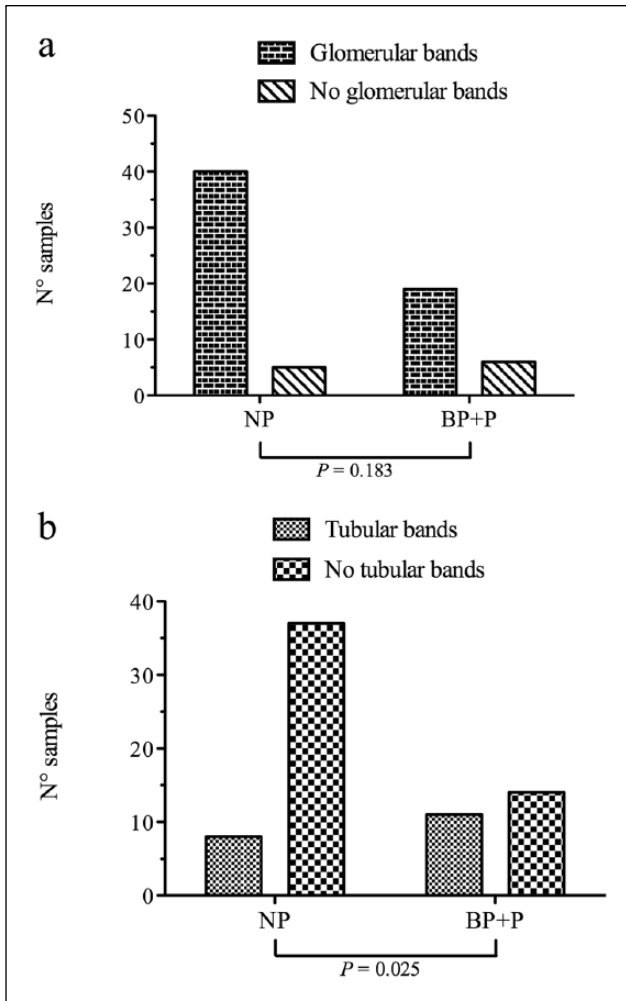 a
Glomerular bands
No glomerular bands
50
40
30
20
10
0
N° samples
NP
BP+P
P = 0.183
b
Tubular bands
No tubular bands
40
30
20
10
0
N° samples
NP
BP+P
P = 0.025